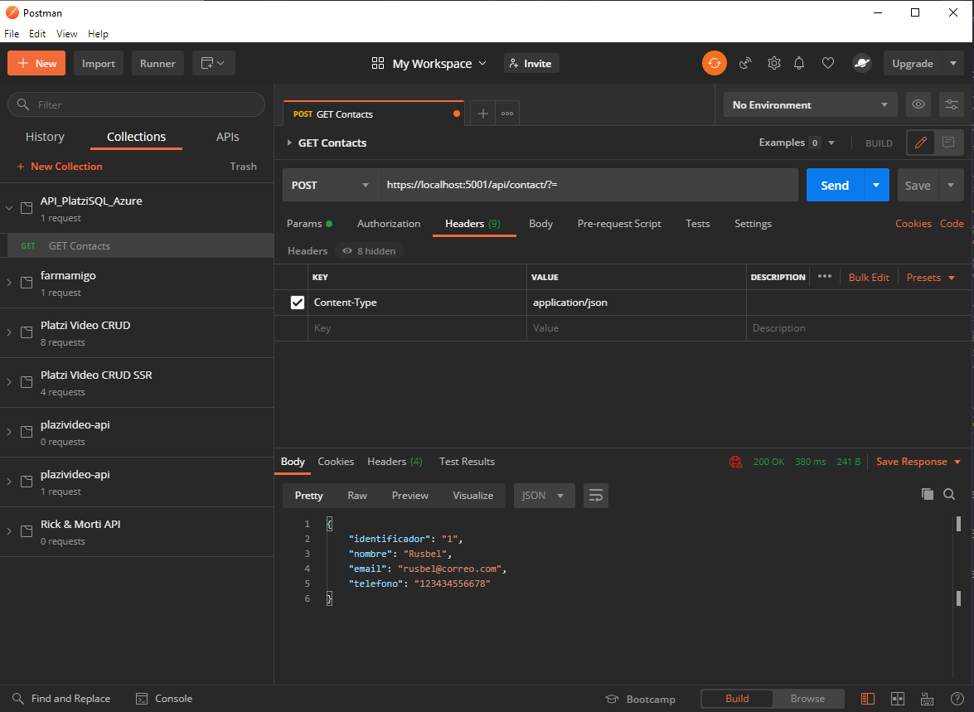 Postman
File Edit View Help
+ New Import Runner My Workspace Invite Upgrade
Filter
History Collections APIs
+ New Collection Trash
API_PlatziSQL_Azure
1 request
GET GET Contacts
farmamigo
1 request
Platzi Video CRUD
8 requests
Platzi VIdeo CRUD SSR
4 requests
plazivideo-api
0 requests
plazivideo-api
1 request
Rick & Morti API
0 requests
POST GET Contacts
No Environment
GET Contacts Examples 0 BUILD
POST https://localhost:5001/api/contact/?= Send Save
Params Authorization Headers (9) Body Pre-request Script Tests Settings Cookies Code
Headers 8 hidden
KEY VALUE DESCRIPTION Bulk Edit Presets
Content-Type application/json
Key Value Description
Body Cookies Headers (4) Test Results 200 OK 380 ms 241 B Save Response
Pretty Raw Preview Visualize JSON
1 {
2 "identificador": "1",
3 "nombre": "Rusbel",
4 "email": "rusbel@correo.com",
5 "telefono": "123434556678"
6 }
Find and Replace Console Bootcamp Build Browse